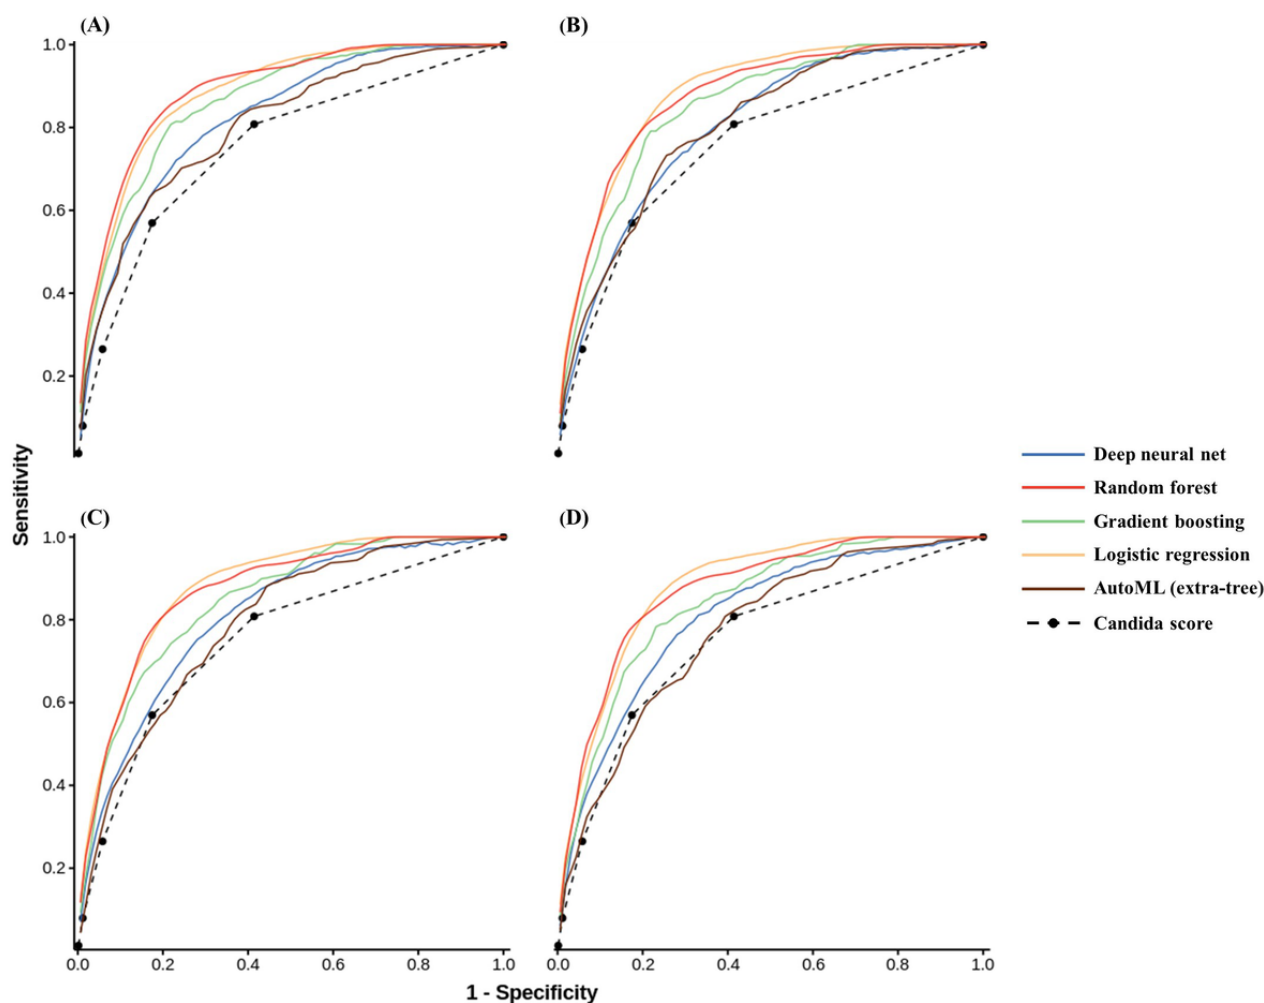 (A)
(B)
1.0
0.8
0.6
0.4
0.2
Sensitivity
Deep neural net
Random forest
Gradient boosting
Logistic regression
AutoML (extra-tree)
Candida score
(C)
(D)
1.0
0.8
0.6
0.4
0.2
0.0 0.2 0.4 0.6 0.8 1.0
0.0 0.2 0.4 0.6 0.8 1.0
1 - Specificity